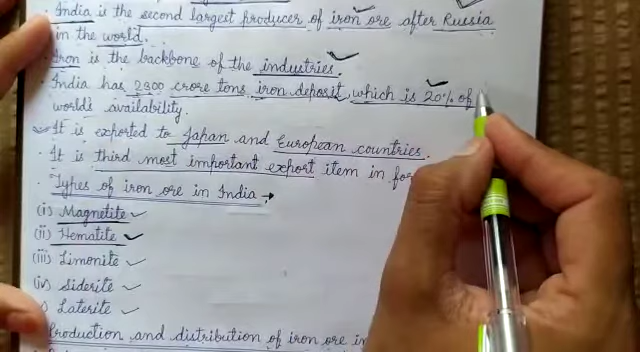 · India is the second largest producer of iron ore after Russia
in the world.
· Iron is the backbone of the industries.
· India has 2300 crore tons iron deposit which is 20% of
world's availability.
· It is exported to Japan and European countries.
· It is third most important export item in
· Types of iron ore in India →
(i) Magnetite
(ii) Hematite
(iii) Limonite
(iv) Siderite
Laterite
Production and distribution of iron ore in